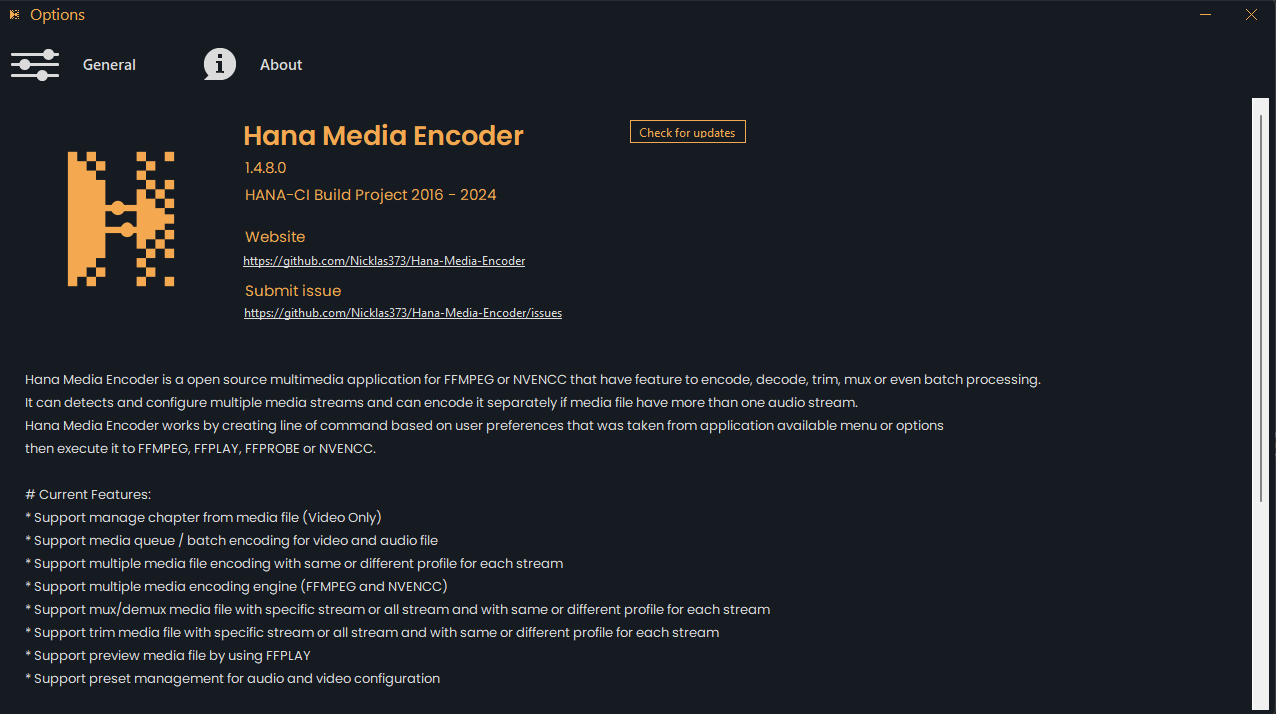 Options
General
About
Hana Media Encoder
Check for updates
1.4.8.0
HANA-CI Build Project 2016 - 2024
Website
https://github.com/Nicklas373/Hana-Media-Encoder
Submit issue
https://github.com/Nicklas373/Hana-Media-Encoder/issues
Hana Media Encoder is a open source multimedia application for FFMPEG or NVENCC that have feature to encode, decode, trim, mux or even batch processing.
It can detects and configure multiple media streams and can encode it separately if media file have more than one audio stream.
Hana Media Encoder works by creating line of command based on user preferences that was taken from application available menu or options
then execute it to FFMPEG, FFPLAY, FFPROBE or NVENCC.
# Current Features:
* Support manage chapter from media file (Video Only)
* Support media queue / batch encoding for video and audio file
* Support multiple media file encoding with same or different profile for each stream
* Support multiple media encoding engine (FFMPEG and NVENCC)
* Support mux/demux media file with specific stream or all stream and with same or different profile for each stream
* Support trim media file with specific stream or all stream and with same or different profile for each stream
* Support preview media file by using FFPLAY
* Support preset management for audio and video configuration